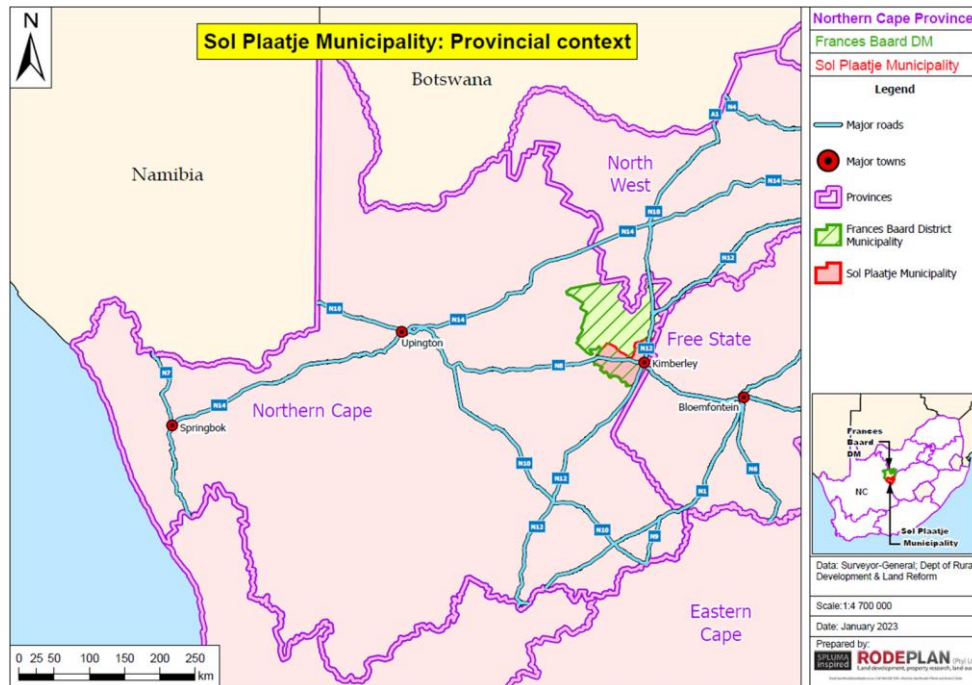 N
Sol Plaatje Municipality: Provincial context
Botswana
Namibia
North
West
Free State
Northern Cape
Eastern
Cape
Upington
Springbok
Kimberley
Bloemfontein
A1
N4
N14
N18
N14
N12
N10
N14
N12
N8
N7
N14
N10
N12
N1
N6
N12
N10
N9
0 25 50 100 150 200 250
km
Northern Cape Province
Frances Baard DM
Sol Plaatje Municipality
Legend
Major roads
Major towns
Provinces
Frances Baard District
Municipality
Sol Plaatje Municipality
Frances
Baard
DM
NC
Sol Plaatje
Municipality
Data: Surveyor-General; Dept of Rura
Development & Land Reform
Scale:1:4 700 000
Date: January 2023
Prepared by:
SPLUMA
inspired
RODEPLAN (Pty) L
Land development, property research, land au